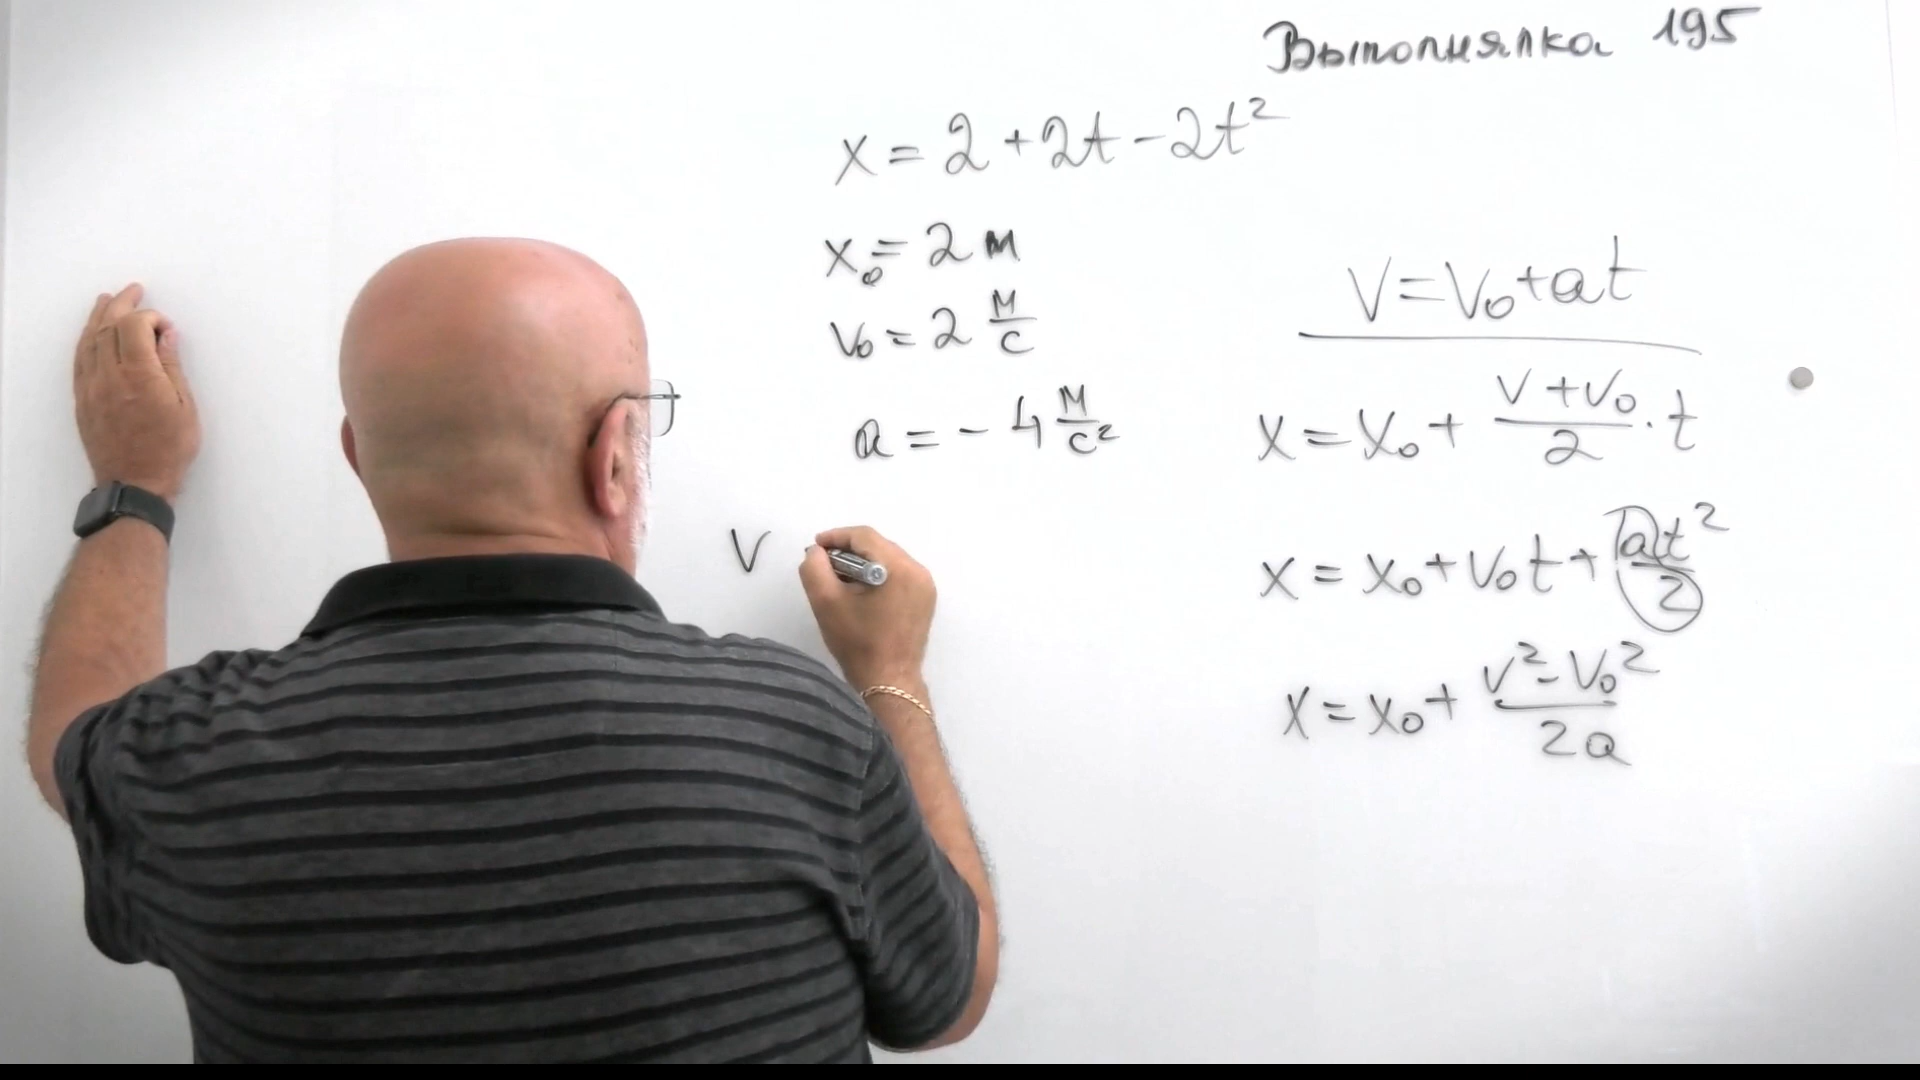 Выполнялка 195
x = 2 + 2t - 2t²
x₀ = 2 м
v₀ = 2 м/с
a = - 4 м/с²
v
v = v₀ + at
x = x₀ + (v + v₀)/2 · t
x = x₀ + v₀t + at²/2
x = x₀ + (v² - v₀²)/2a